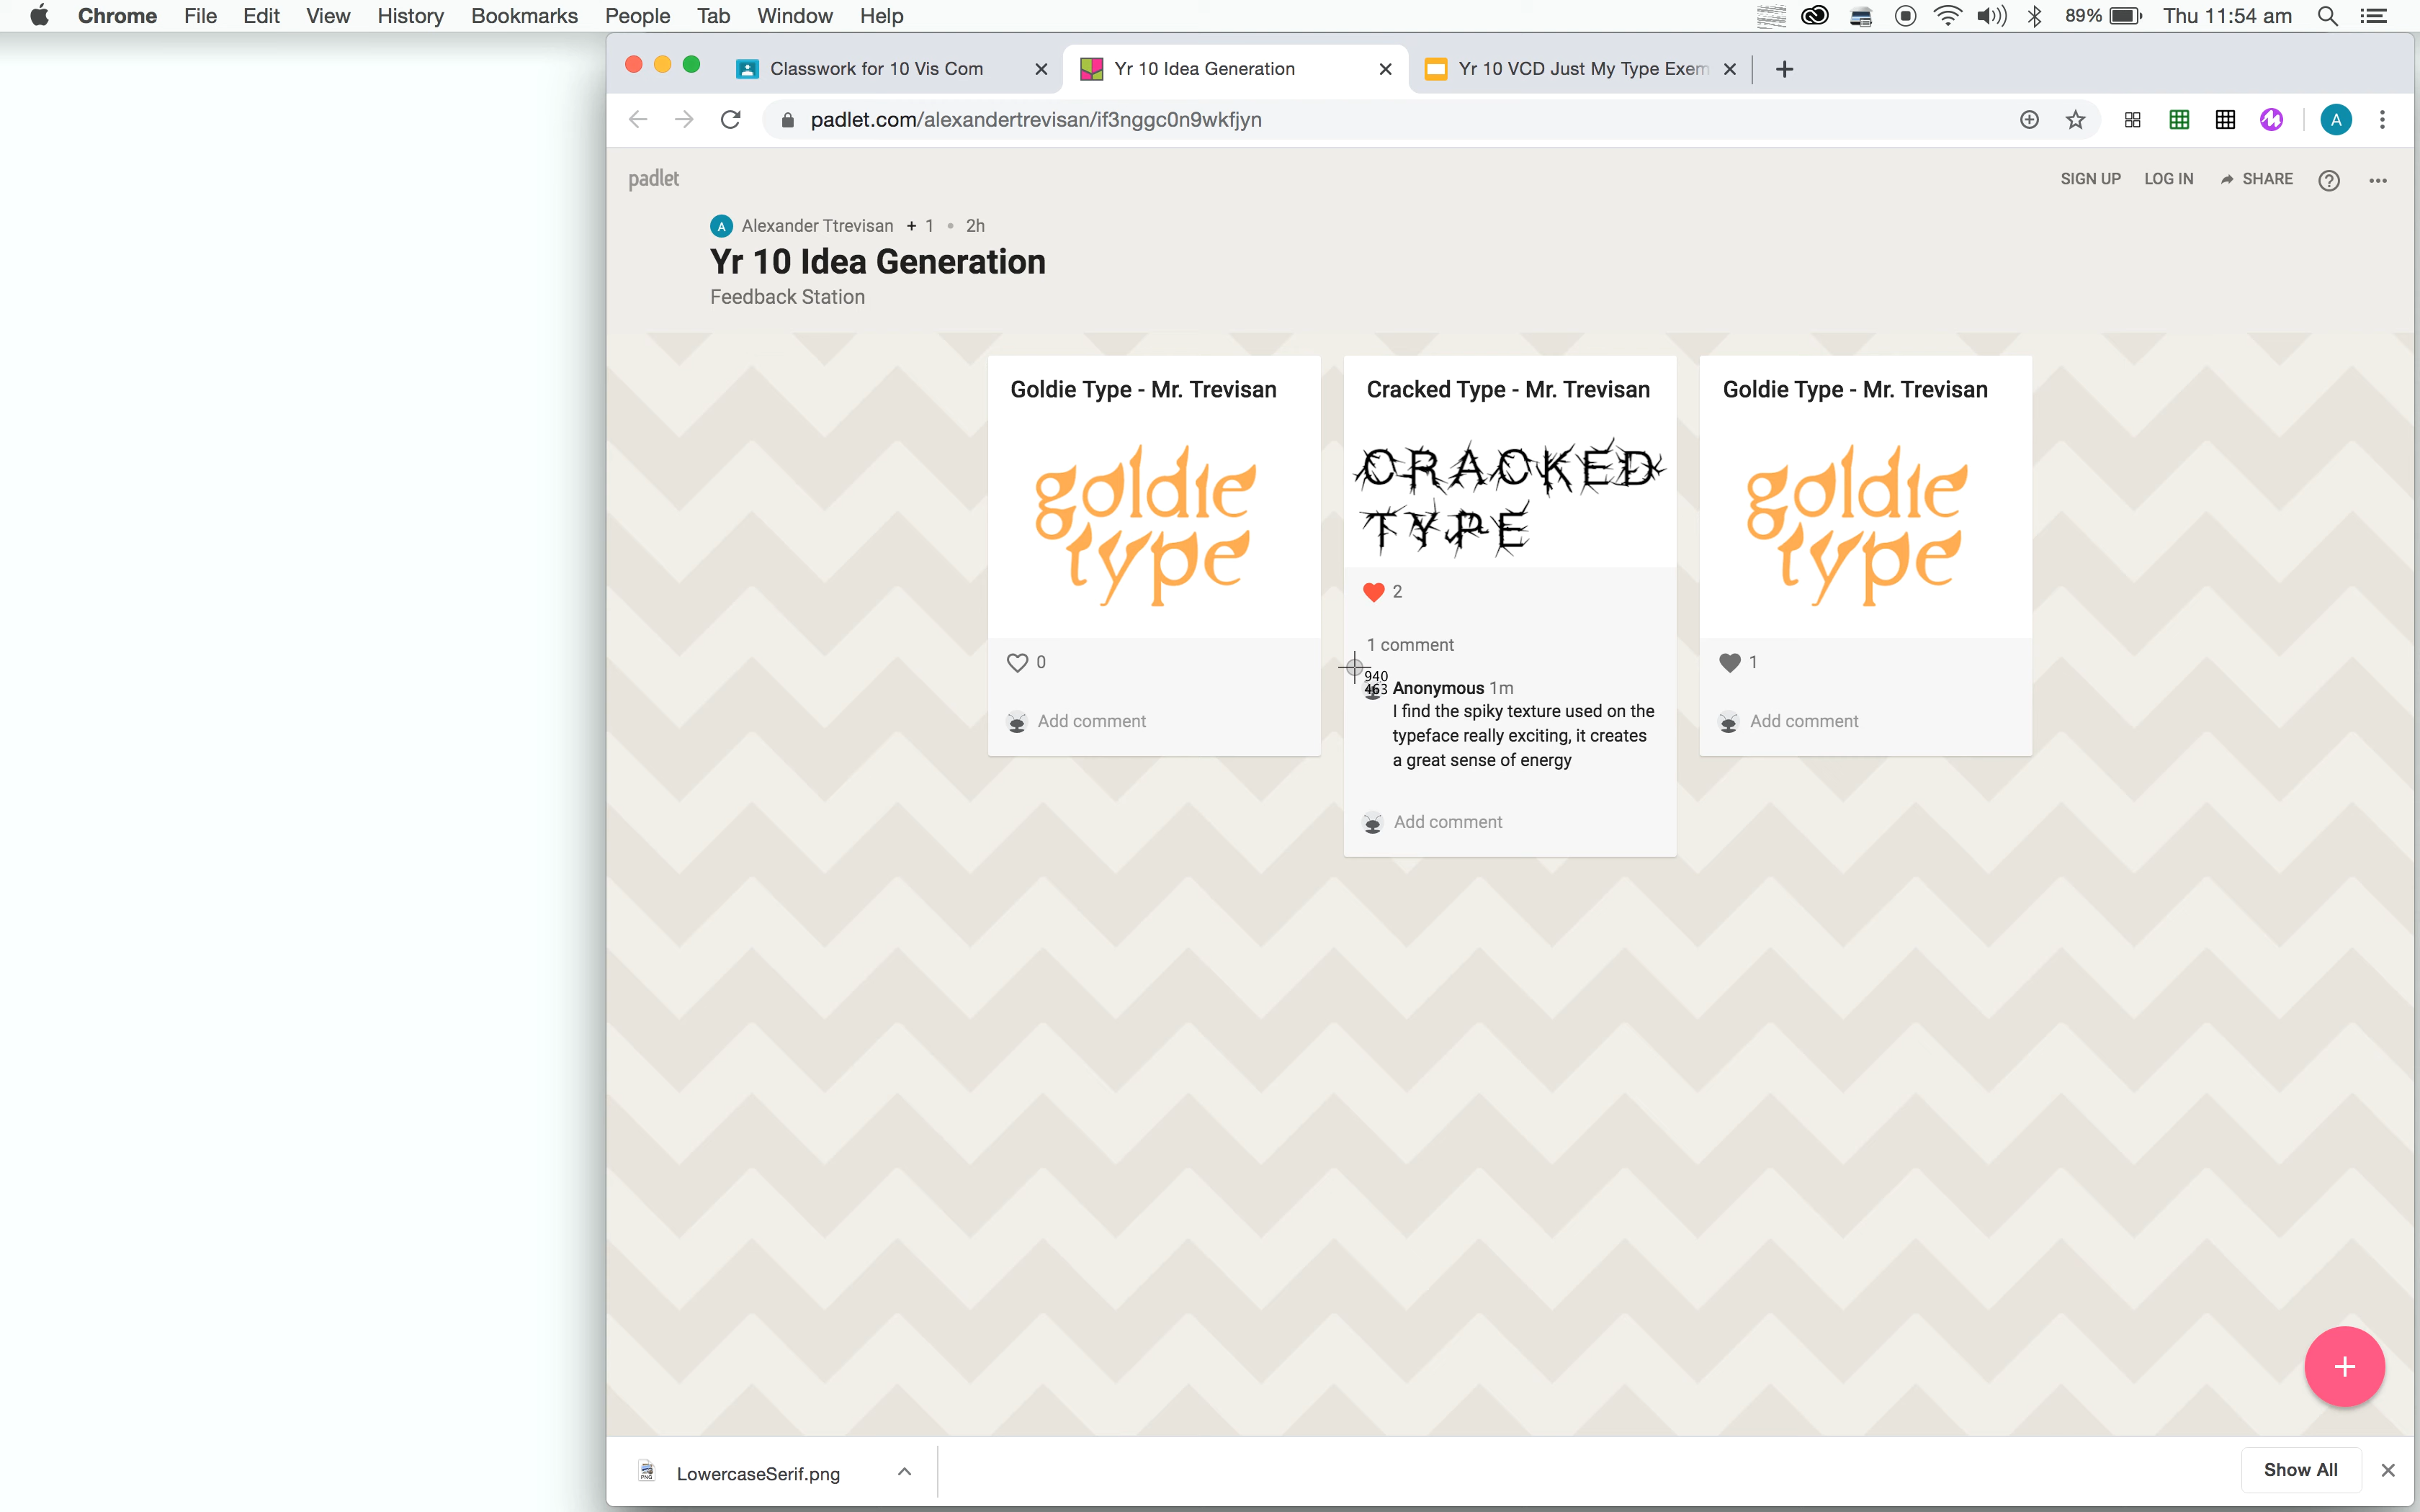 Chrome File Edit View History Bookmarks People Tab Window Help 89% Thu 11:54 am
Classwork for 10 Vis Com Yr 10 Idea Generation Yr 10 VCD Just My Type Exem
padlet.com/alexandertrevisan/if3nggc0n9wkfjyn A
padlet SIGN UP LOG IN SHARE
A Alexander Ttrevisan + 1 • 2h
Yr 10 Idea Generation
Feedback Station
Goldie Type - Mr. Trevisan
goldie
type
0
Add comment
Cracked Type - Mr. Trevisan
CRACKED
TYPE
2
1 comment
940
463
Anonymous 1m
I find the spiky texture used on the
typeface really exciting, it creates
a great sense of energy
Add comment
Goldie Type - Mr. Trevisan
goldie
type
1
Add comment
LowercaseSerif.png Show All